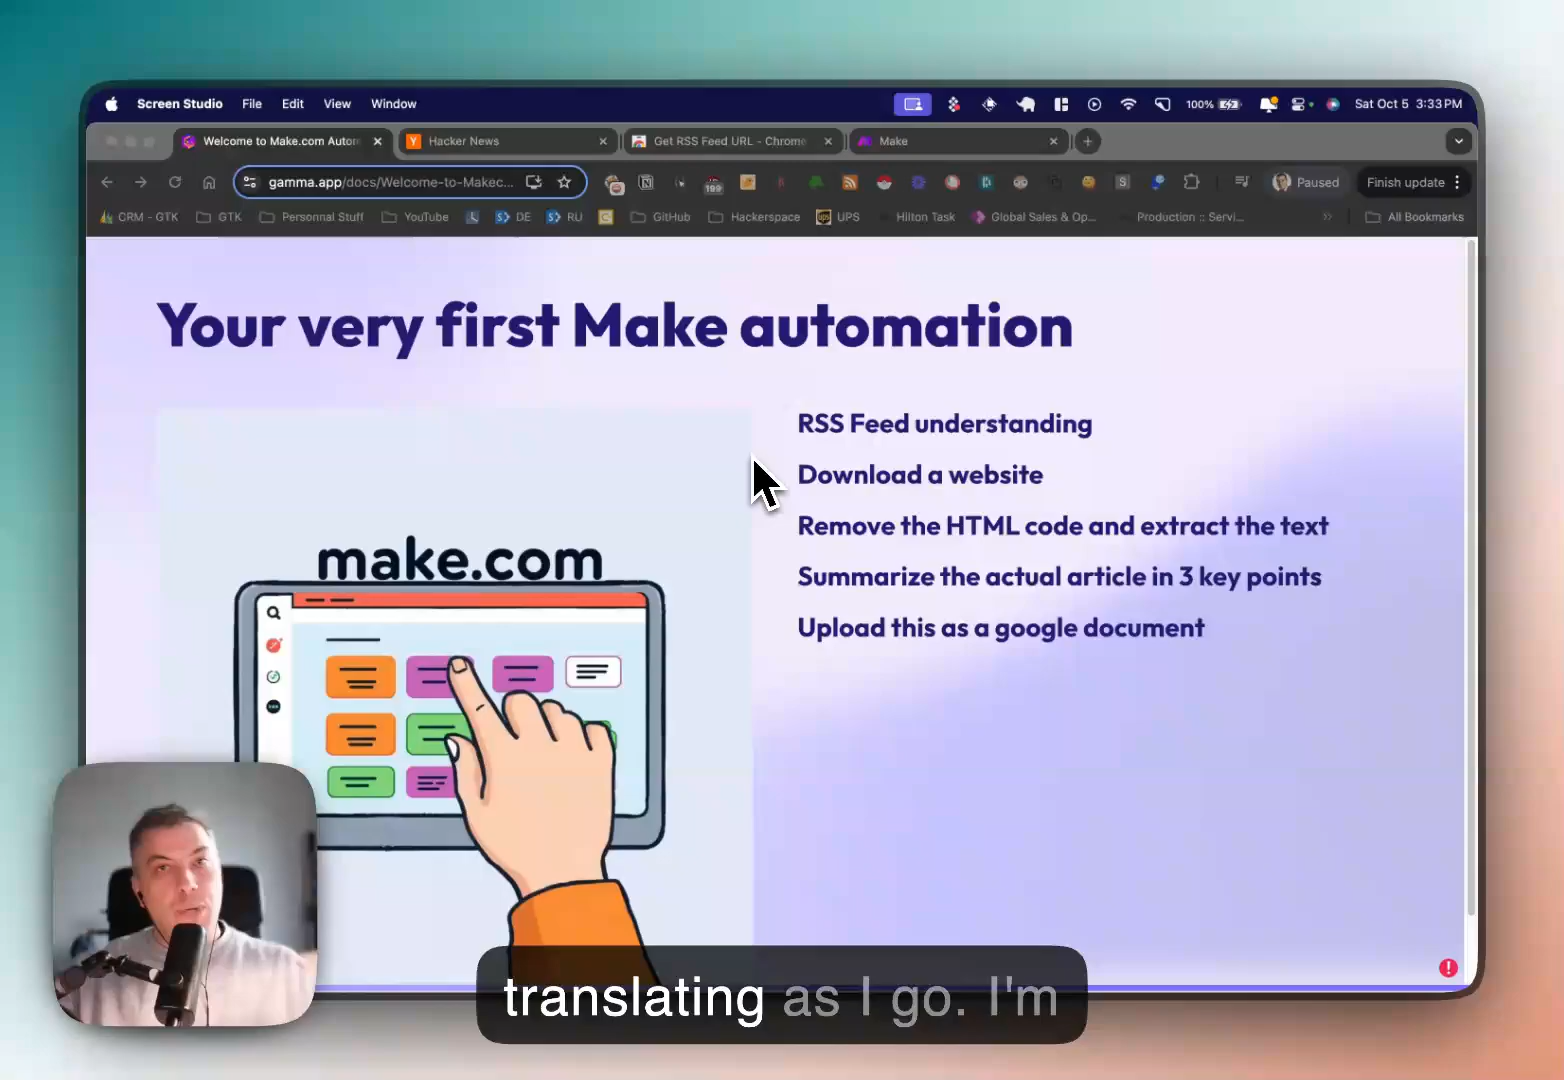 Screen Studio File Edit View Window 100% Sat Oct 5 3:33 PM
Welcome to Make.com Autom Hacker News Get RSS Feed URL - Chrome Make
gamma.app/docs/Welcome-to-Makec... 199 S Paused Finish update
CRM - GTK GTK Personnal Stuff YouTube DE RU GitHub Hackerspace UPS Hilton Task Global Sales & Op... Production :: Servi... All Bookmarks
Your very first Make automation
RSS Feed understanding
Download a website
Remove the HTML code and extract the text
Summarize the actual article in 3 key points
Upload this as a google document
make.com
translating as I go. I'm